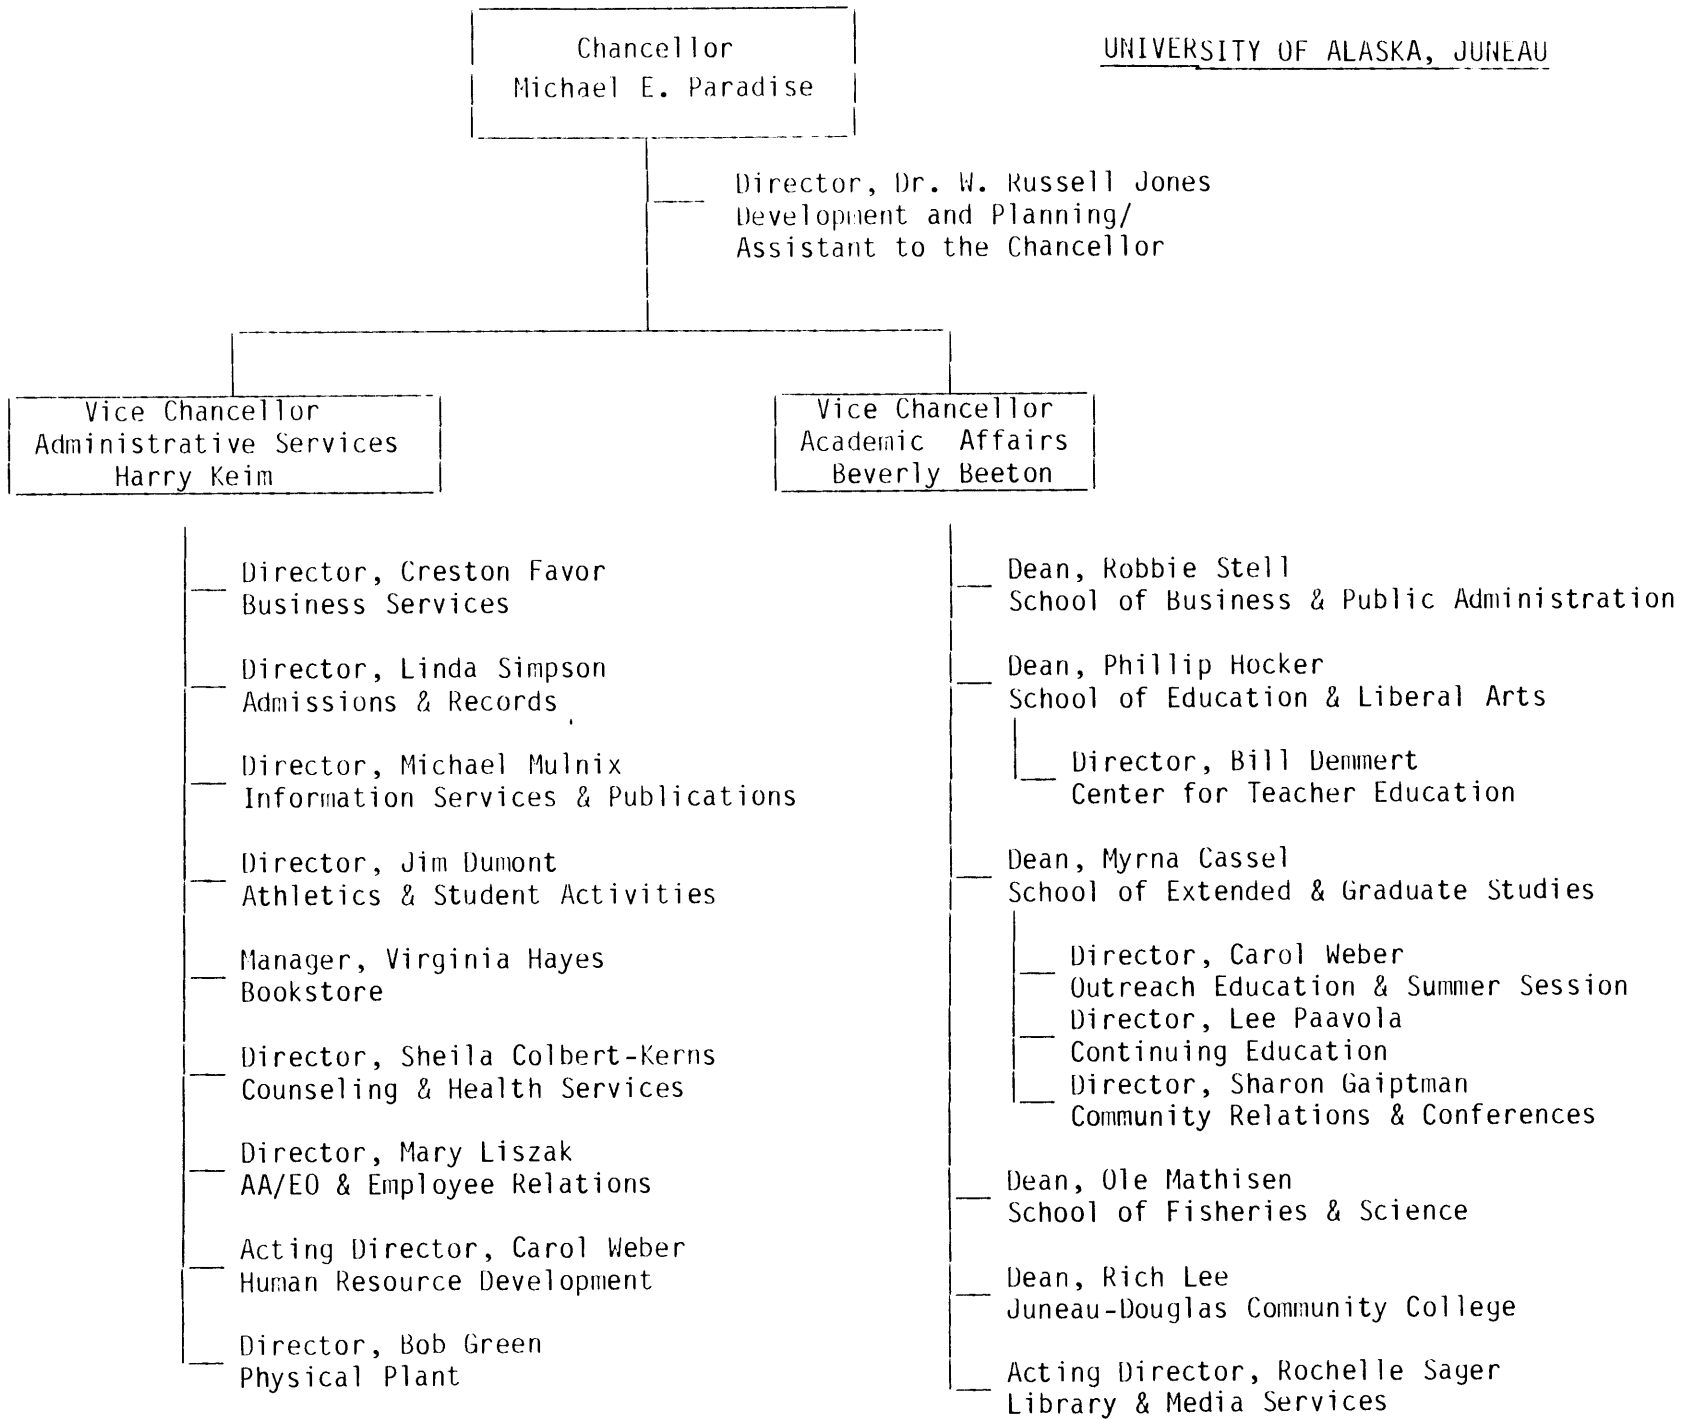 Chancellor
Michael E. Paradise
UNIVERSITY OF ALASKA, JUNEAU
Director, Dr. W. Russell Jones
Development and Planning/
Assistant to the Chancellor
Vice Chancellor
Administrative Services
Harry Keim
Vice Chancellor
Academic Affairs
Beverly Beeton
Director, Creston Favor
Business Services
Director, Linda Simpson
Admissions & Records
Director, Michael Mulnix
Information Services & Publications
Director, Jim Dumont
Athletics & Student Activities
Manager, Virginia Hayes
Bookstore
Director, Sheila Colbert-Kerns
Counseling & Health Services
Director, Mary Liszak
AA/EO & Employee Relations
Acting Director, Carol Weber
Human Resource Development
Director, Bob Green
Physical Plant
Dean, Robbie Stell
School of Business & Public Administration
Dean, Phillip Hocker
School of Education & Liberal Arts
Director, Bill Demmert
Center for Teacher Education
Dean, Myrna Cassel
School of Extended & Graduate Studies
Director, Carol Weber
Outreach Education & Summer Session
Director, Lee Paavola
Continuing Education
Director, Sharon Gaiptman
Community Relations & Conferences
Dean, Ole Mathisen
School of Fisheries & Science
Dean, Rich Lee
Juneau-Douglas Community College
Acting Director, Rochelle Sager
Library & Media Services